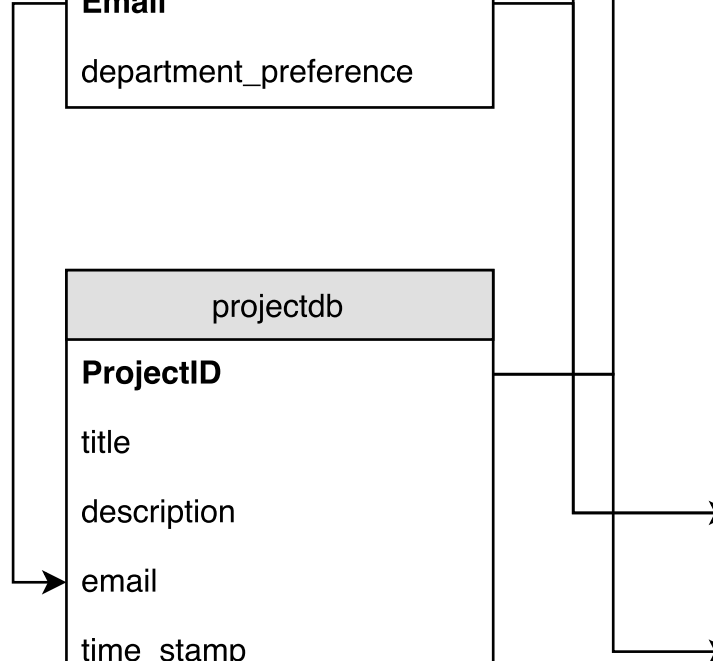 Email
department_preference
projectdb
ProjectID
title
description
email
time_stamp